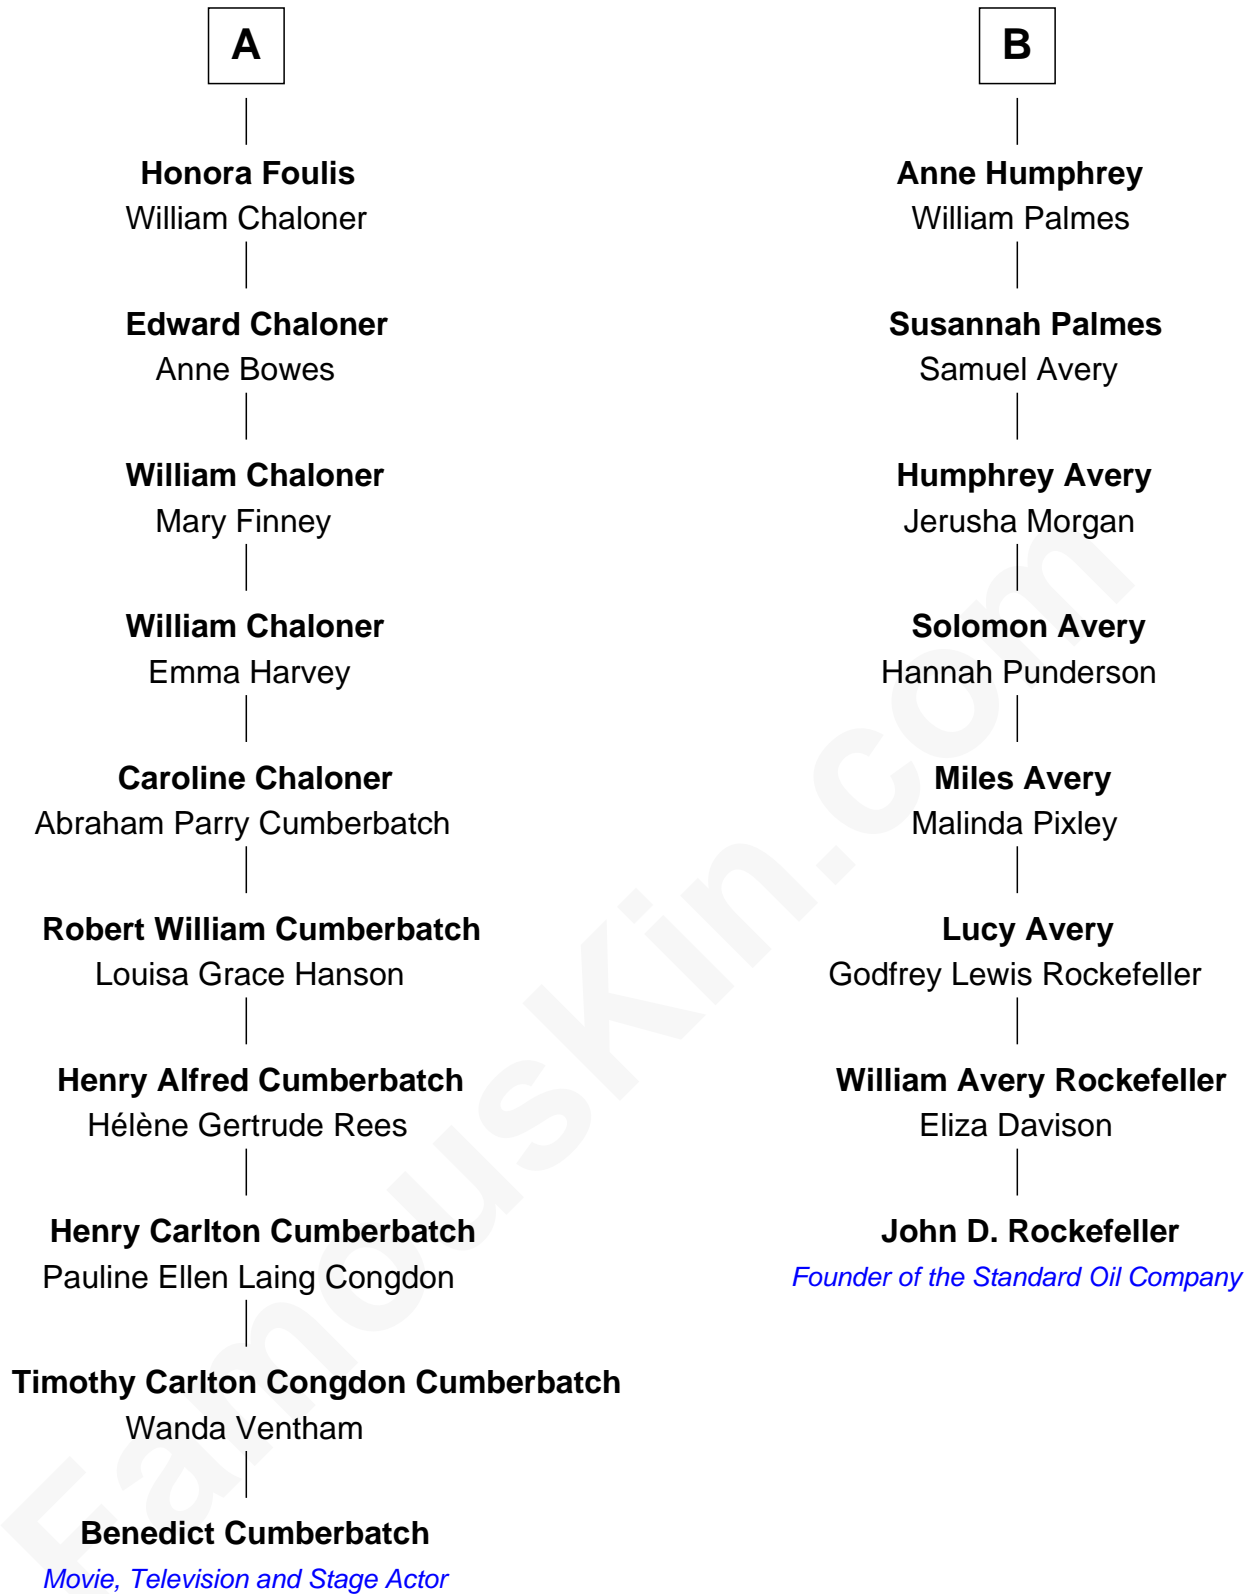 A
Honora Foulis
William Chaloner
Edward Chaloner
Anne Bowes
William Chaloner
Mary Finney
William Chaloner
Emma Harvey
Caroline Chaloner
Abraham Parry Cumberbatch
Robert William Cumberbatch
Louisa Grace Hanson
Henry Alfred Cumberbatch
Hélène Gertrude Rees
Henry Carlton Cumberbatch
Pauline Ellen Laing Congdon
Timothy Carlton Congdon Cumberbatch
Wanda Ventham
Benedict Cumberbatch
Movie, Television and Stage Actor
B
Anne Humphrey
William Palmes
Susannah Palmes
Samuel Avery
Humphrey Avery
Jerusha Morgan
Solomon Avery
Hannah Punderson
Miles Avery
Malinda Pixley
Lucy Avery
Godfrey Lewis Rockefeller
William Avery Rockefeller
Eliza Davison
John D. Rockefeller
Founder of the Standard Oil Company
FamousKin.com